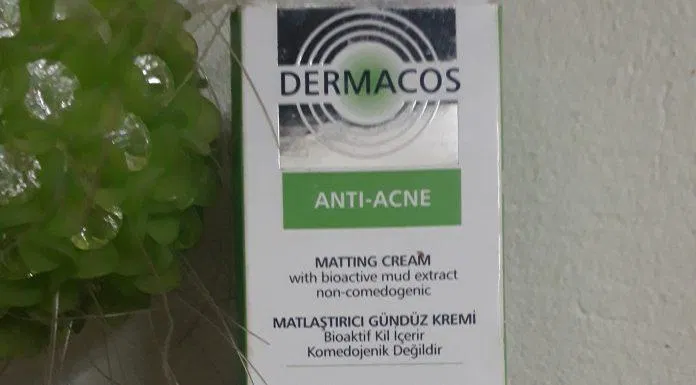 DERMACOS
ANTI-ACNE
MATTING CREAM
with bioactive mud extract
non-comedogenic
MATLAŞTIRICI GÜNDÜZ KREMİ
Bioaktif Kil İçerir
Komedojenik Değildir